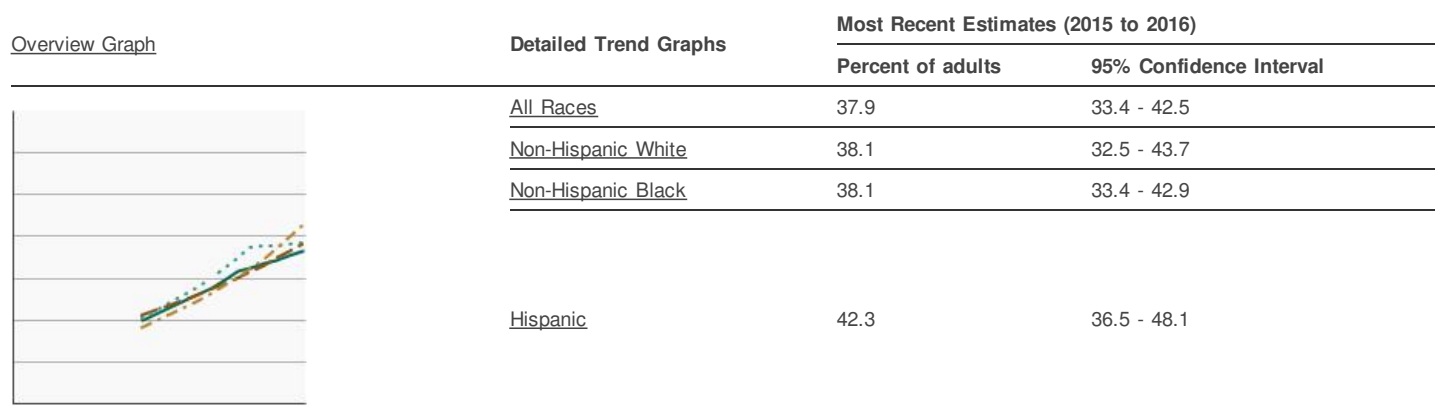 Overview Graph
Detailed Trend Graphs
Most Recent Estimates (2015 to 2016)
Percent of adults
95% Confidence Interval
All Races 37.9 33.4 - 42.5
Non-Hispanic White 38.1 32.5 - 43.7
Non-Hispanic Black 38.1 33.4 - 42.9
Hispanic 42.3 36.5 - 48.1